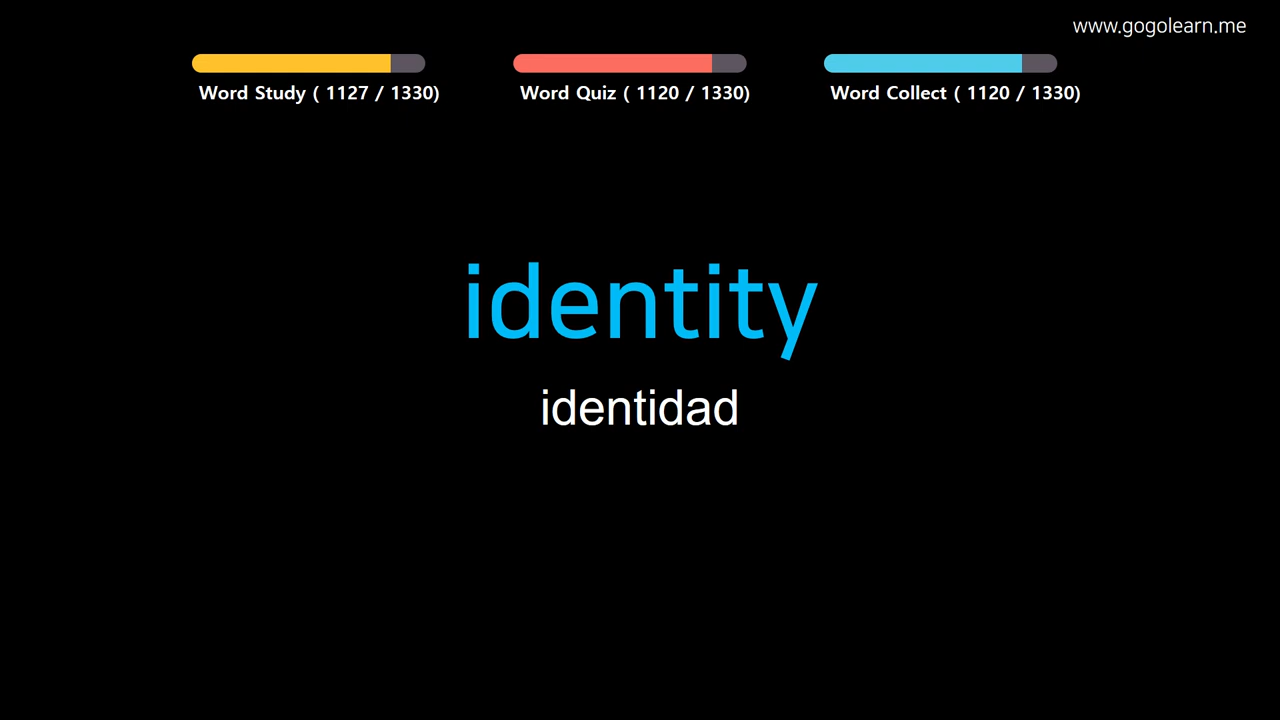 www.gogolearn.me
Word Study ( 1127 / 1330)
Word Quiz ( 1120 / 1330)
Word Collect ( 1120 / 1330)
identity
identidad